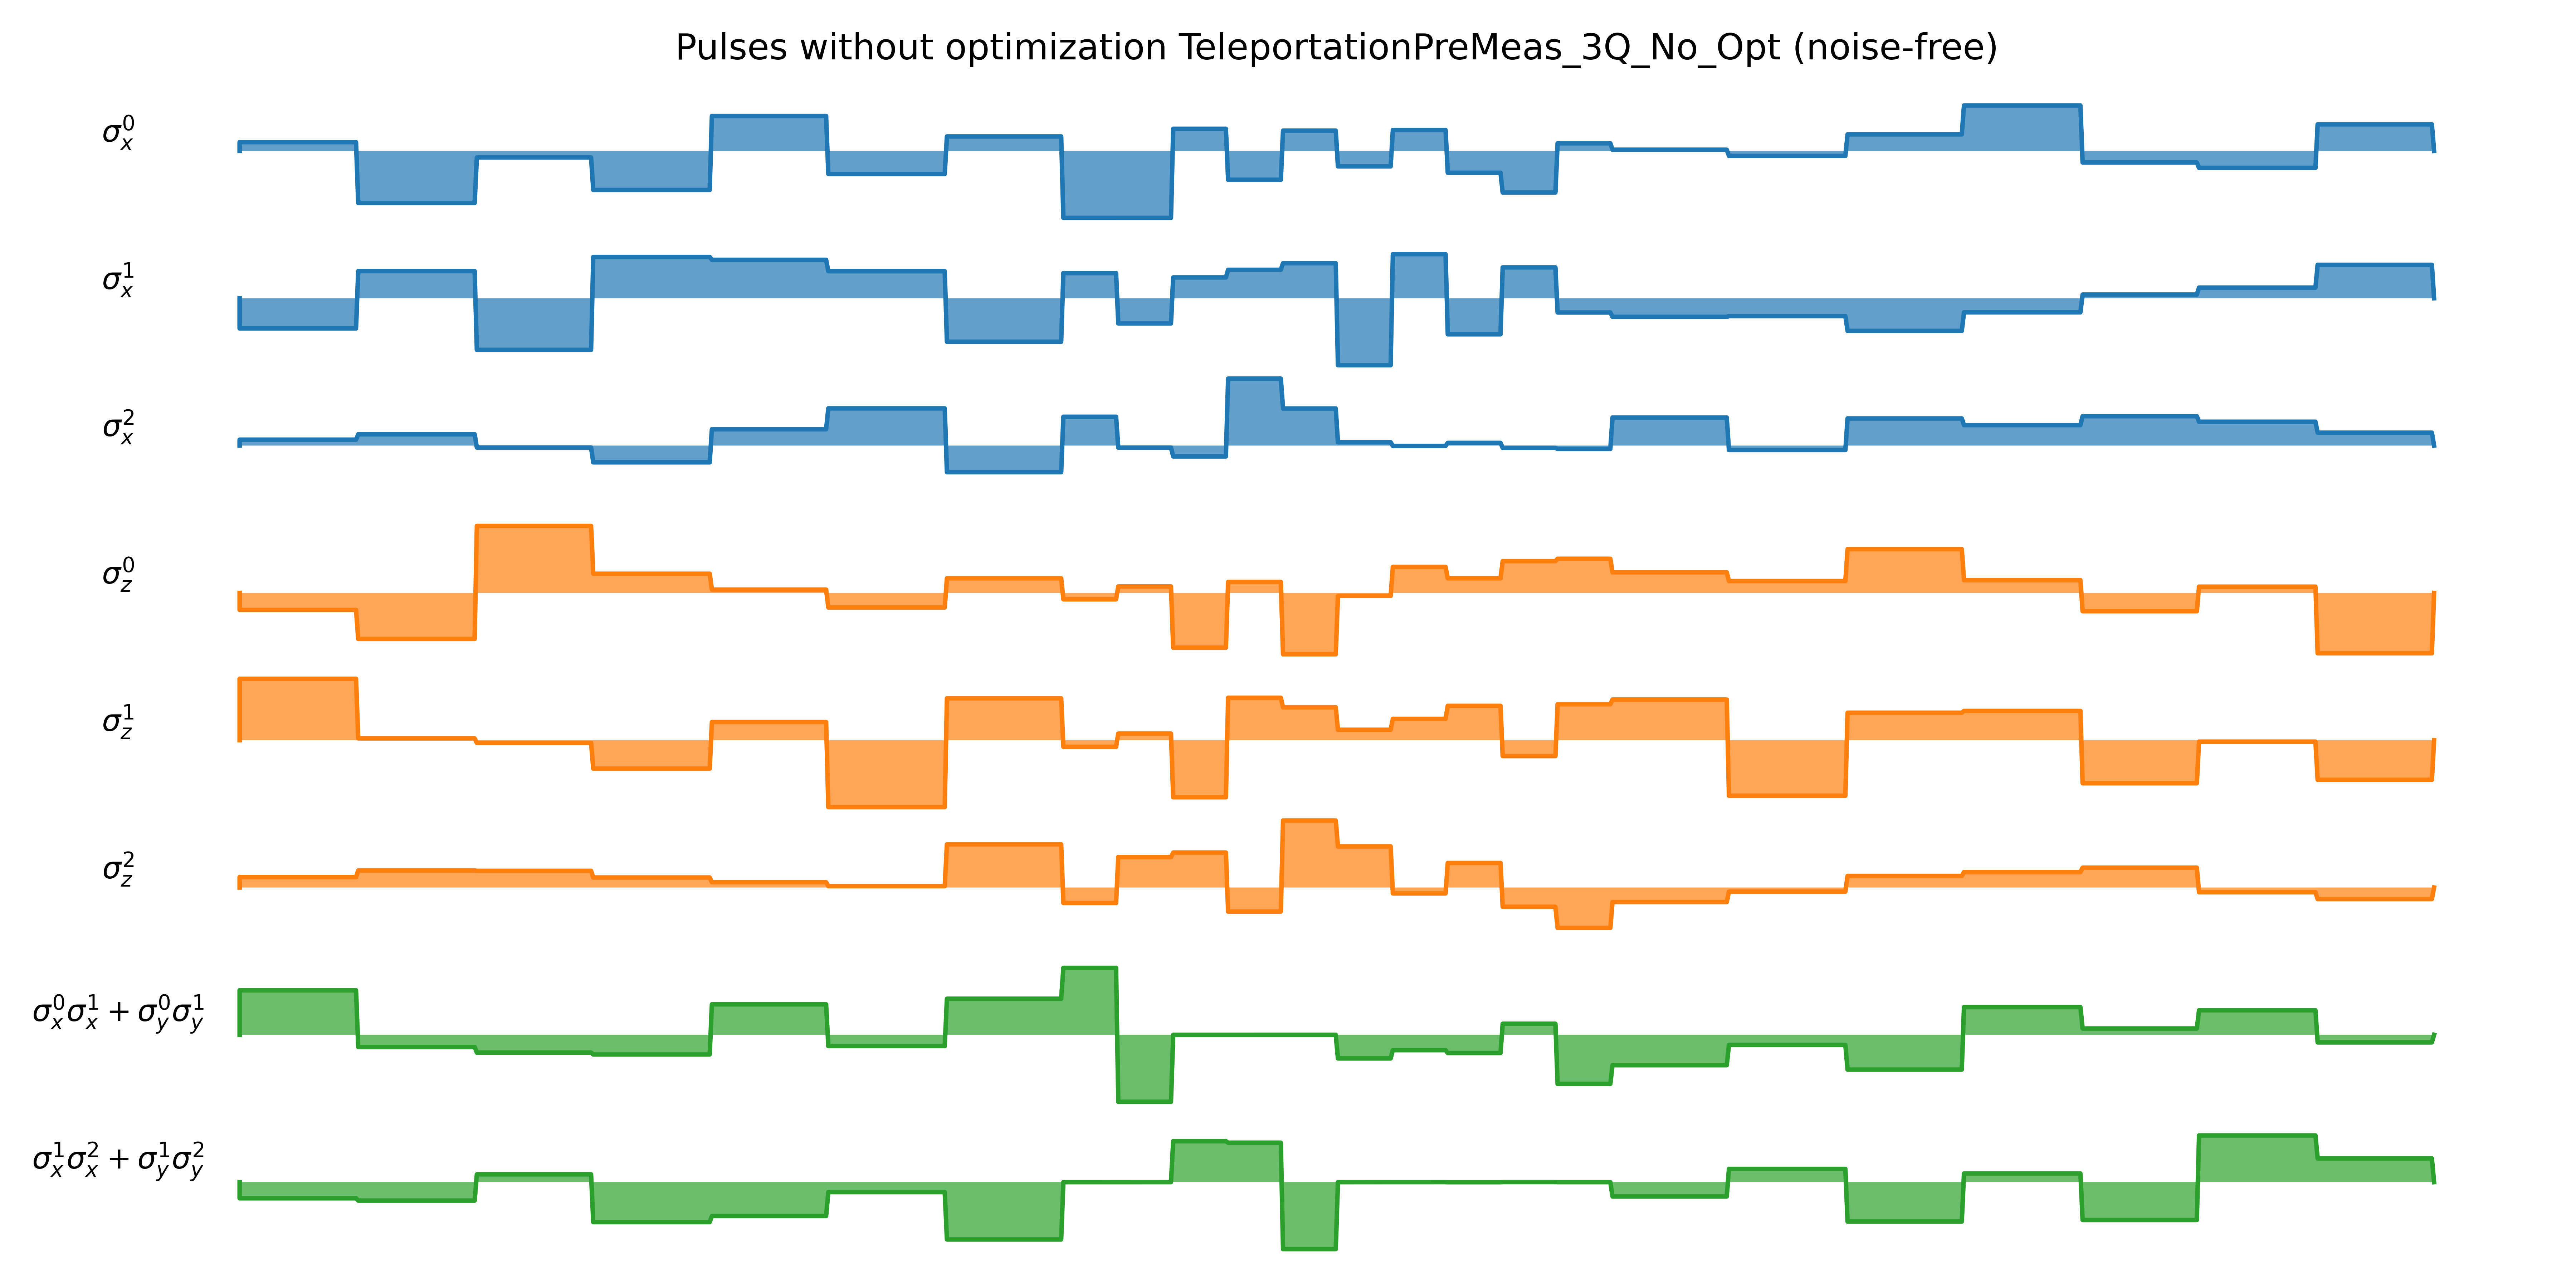 Pulses without optimization TeleportationPreMeas_3Q_No_Opt (noise-free)
σ_x^0
σ_x^1
σ_x^2
σ_z^0
σ_z^1
σ_z^2
σ_x^0σ_x^1 + σ_y^0σ_y^1
σ_x^1σ_x^2 + σ_y^1σ_y^2